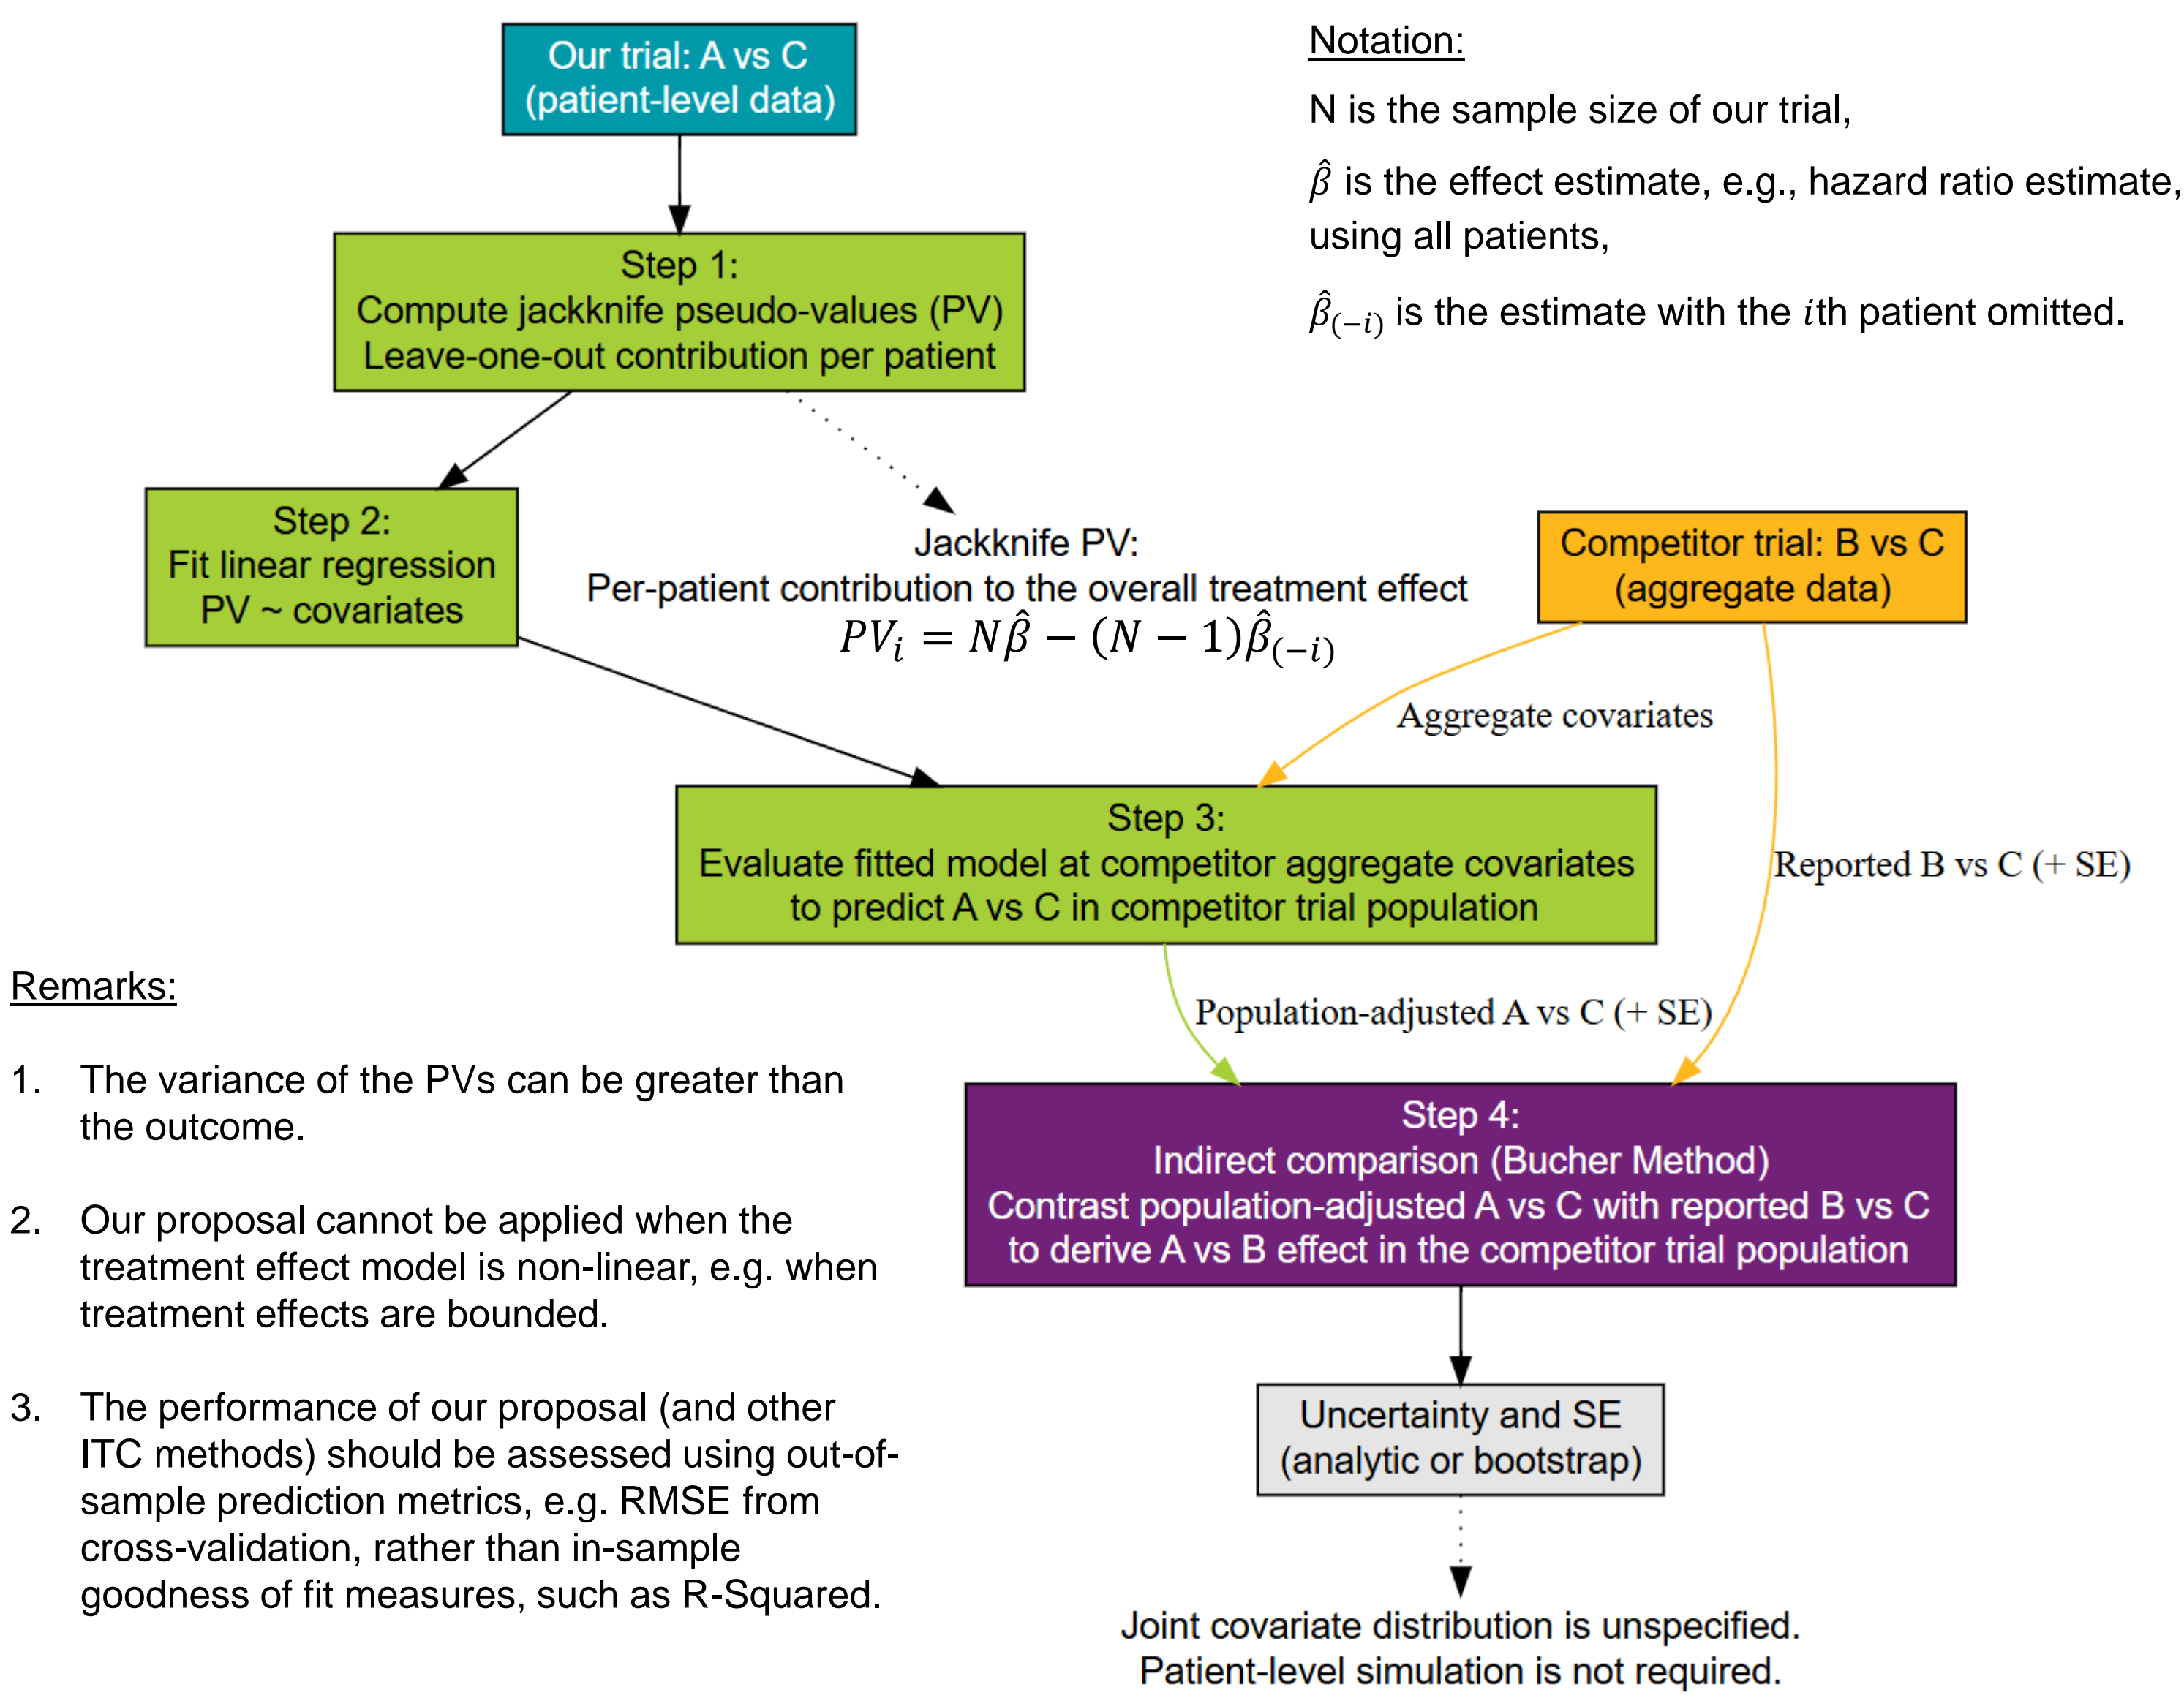 Our trial: A vs C
(patient-level data)
Notation:
N is the sample size of our trial,
β̂ is the effect estimate, e.g., hazard ratio estimate,
using all patients,
β̂₍₋ᵢ₎ is the estimate with the 𝑖th patient omitted.
Step 1:
Compute jackknife pseudo-values (PV)
Leave-one-out contribution per patient
Step 2:
Fit linear regression
PV ~ covariates
Jackknife PV:
Per-patient contribution to the overall treatment effect
PVᵢ = Nβ̂ − (N − 1)β̂₍₋ᵢ₎
Competitor trial: B vs C
(aggregate data)
Aggregate covariates
Step 3:
Evaluate fitted model at competitor aggregate covariates
to predict A vs C in competitor trial population
Reported B vs C (+ SE)
Population-adjusted A vs C (+ SE)
Step 4:
Indirect comparison (Bucher Method)
Contrast population-adjusted A vs C with reported B vs C
to derive A vs B effect in the competitor trial population
Uncertainty and SE
(analytic or bootstrap)
Joint covariate distribution is unspecified.
Patient-level simulation is not required.
Remarks:
1. The variance of the PVs can be greater than
the outcome.
2. Our proposal cannot be applied when the
treatment effect model is non-linear, e.g. when
treatment effects are bounded.
3. The performance of our proposal (and other
ITC methods) should be assessed using out-of-
sample prediction metrics, e.g. RMSE from
cross-validation, rather than in-sample
goodness of fit measures, such as R-Squared.